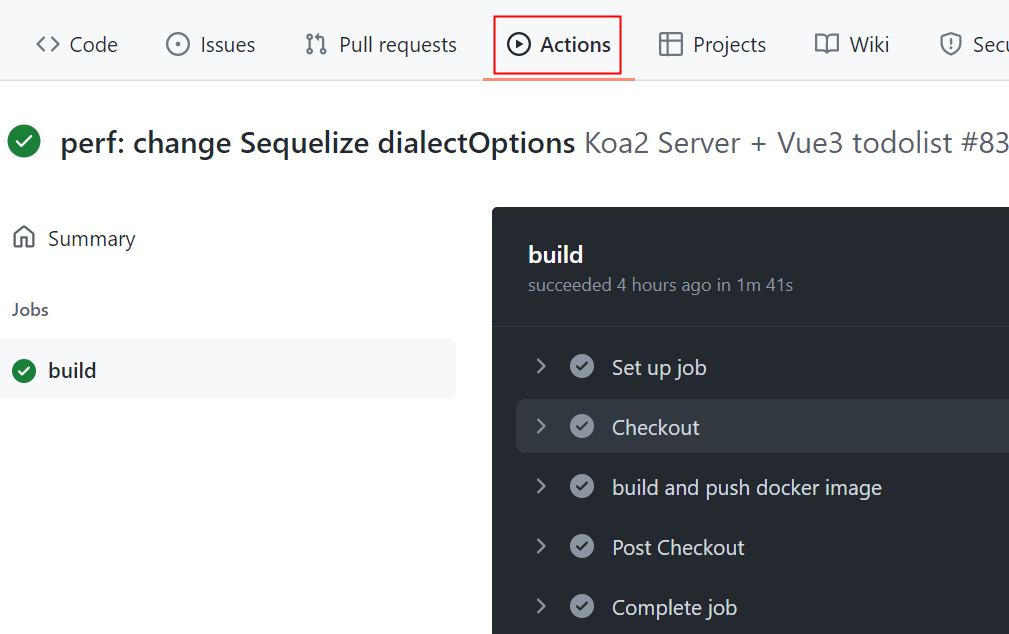 Code Issues Pull requests Actions Projects Wiki
perf: change Sequelize dialectOptions Koa2 Server + Vue3 todolist #83
Summary
Jobs
build
build
succeeded 4 hours ago in 1m 41s
Set up job
Checkout
build and push docker image
Post Checkout
Complete job